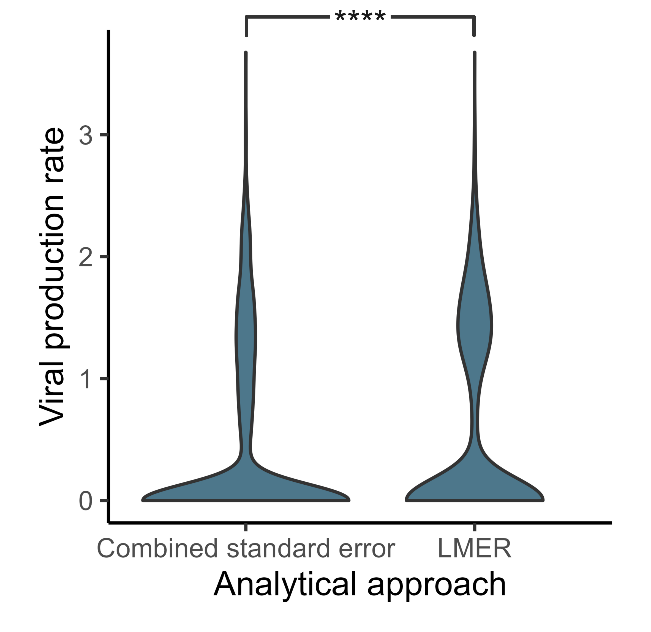 ****
Viral production rate
3
2
1
0
Combined standard error LMER
Analytical approach